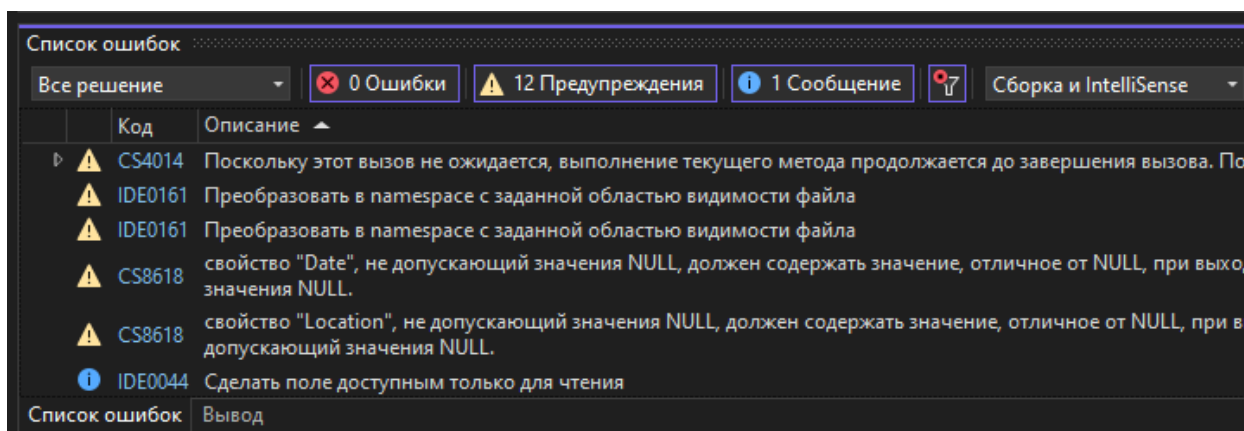 Список ошибок
Все решение 0 Ошибки 12 Предупреждения 1 Сообщение Сборка и IntelliSense
Код Описание
CS4014 Поскольку этот вызов не ожидается, выполнение текущего метода продолжается до завершения вызова. По
IDE0161 Преобразовать в namespace с заданной областью видимости файла
IDE0161 Преобразовать в namespace с заданной областью видимости файла
CS8618 свойство "Date", не допускающий значения NULL, должен содержать значение, отличное от NULL, при выхо
значения NULL.
CS8618 свойство "Location", не допускающий значения NULL, должен содержать значение, отличное от NULL, при в
допускающий значения NULL.
IDE0044 Сделать поле доступным только для чтения
Список ошибок Вывод